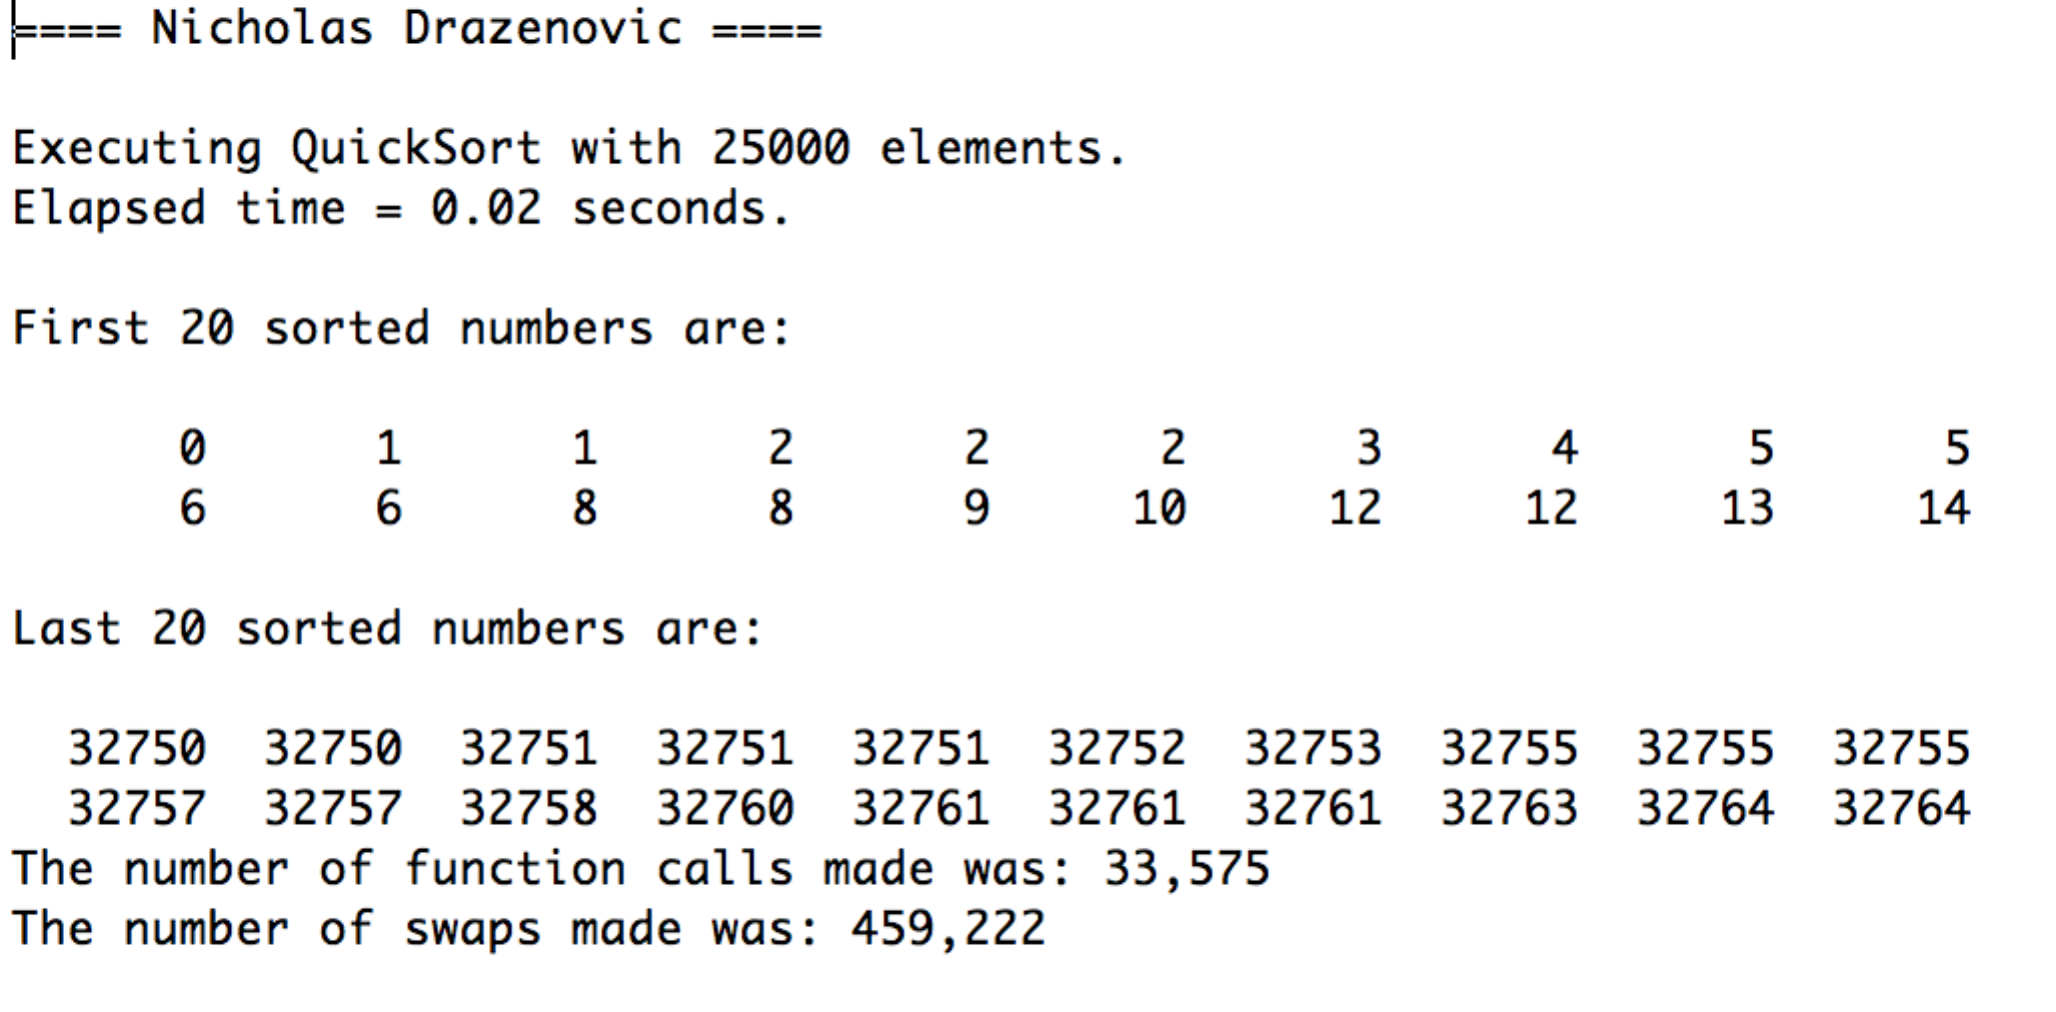 ==== Nicholas Drazenovic ====
Executing QuickSort with 25000 elements.
Elapsed time = 0.02 seconds.
First 20 sorted numbers are:
0 1 1 2 2 2 3 4 5 5
6 6 8 8 9 10 12 12 13 14
Last 20 sorted numbers are:
32750 32750 32751 32751 32751 32752 32753 32755 32755 32755
32757 32757 32758 32760 32761 32761 32761 32763 32764 32764
The number of function calls made was: 33,575
The number of swaps made was: 459,222